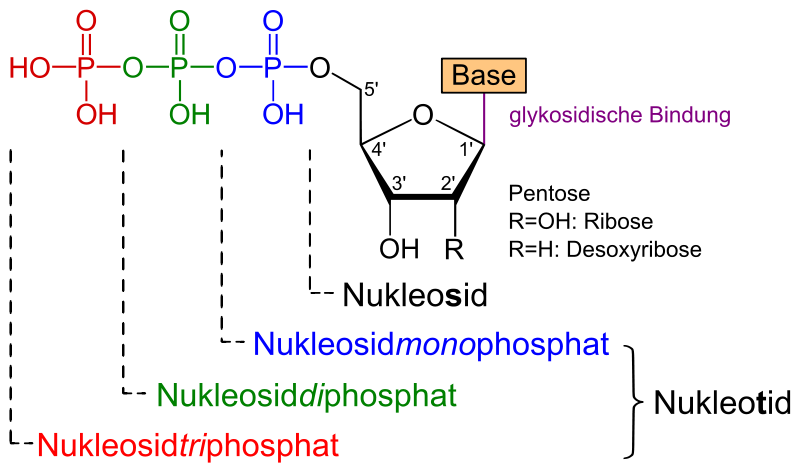 O O O
HO P O P O P O Base
OH OH OH 5' O glykosidische Bindung
4' 1'
3' 2' Pentose
R=OH: Ribose
OH R R=H: Desoxyribose
Nukleosid
Nukleosidmonophosphat
Nukleosiddiphosphat
Nukleotid
Nukleosidtriphosphat